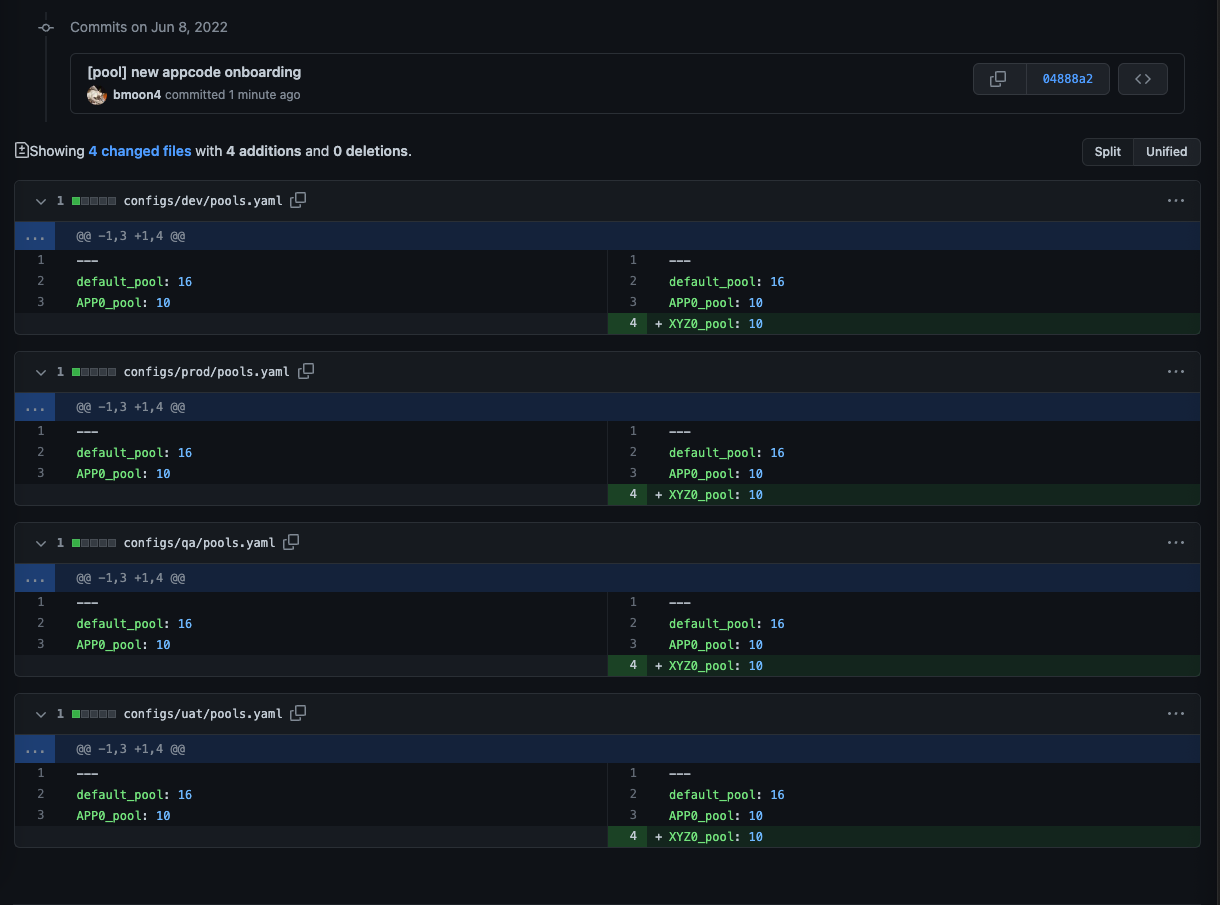 Commits on Jun 8, 2022
[pool] new appcode onboarding
04888a2
bmoon4 committed 1 minute ago
Showing 4 changed files with 4 additions and 0 deletions.
Split Unified
1 configs/dev/pools.yaml
...
... @@ -1,3 +1,4 @@
1 --- 1 ---
2 default_pool: 16 2 default_pool: 16
3 APP0_pool: 10 3 APP0_pool: 10
4 + XYZ0_pool: 10
1 configs/prod/pools.yaml
...
... @@ -1,3 +1,4 @@
1 --- 1 ---
2 default_pool: 16 2 default_pool: 16
3 APP0_pool: 10 3 APP0_pool: 10
4 + XYZ0_pool: 10
1 configs/qa/pools.yaml
...
... @@ -1,3 +1,4 @@
1 --- 1 ---
2 default_pool: 16 2 default_pool: 16
3 APP0_pool: 10 3 APP0_pool: 10
4 + XYZ0_pool: 10
1 configs/uat/pools.yaml
...
... @@ -1,3 +1,4 @@
1 --- 1 ---
2 default_pool: 16 2 default_pool: 16
3 APP0_pool: 10 3 APP0_pool: 10
4 + XYZ0_pool: 10